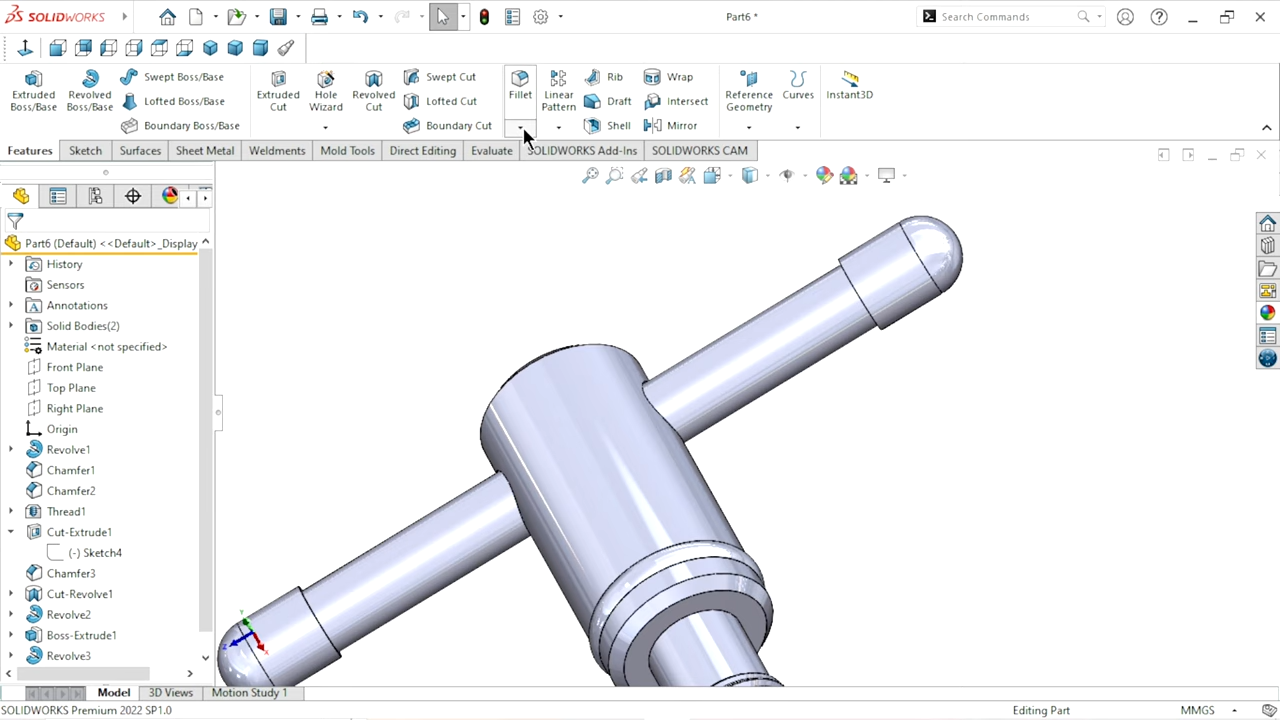 SOLIDWORKS
Part6 *
Search Commands
Extruded Boss/Base
Revolved Boss/Base
Swept Boss/Base
Lofted Boss/Base
Boundary Boss/Base
Extruded Cut
Hole Wizard
Revolved Cut
Swept Cut
Lofted Cut
Boundary Cut
Fillet
Linear Pattern
Rib
Draft
Shell
Wrap
Intersect
Mirror
Reference Geometry
Curves
Instant3D
Features
Sketch
Surfaces
Sheet Metal
Weldments
Mold Tools
Direct Editing
Evaluate
SOLIDWORKS Add-Ins
SOLIDWORKS CAM
Part6 (Default) <<Default>_Display
History
Sensors
Annotations
Solid Bodies(2)
Material <not specified>
Front Plane
Top Plane
Right Plane
Origin
Revolve1
Chamfer1
Chamfer2
Thread1
Cut-Extrude1
(-) Sketch4
Chamfer3
Cut-Revolve1
Revolve2
Boss-Extrude1
Revolve3
Y
Z
X
Model
3D Views
Motion Study 1
SOLIDWORKS Premium 2022 SP1.0
Editing Part
MMGS